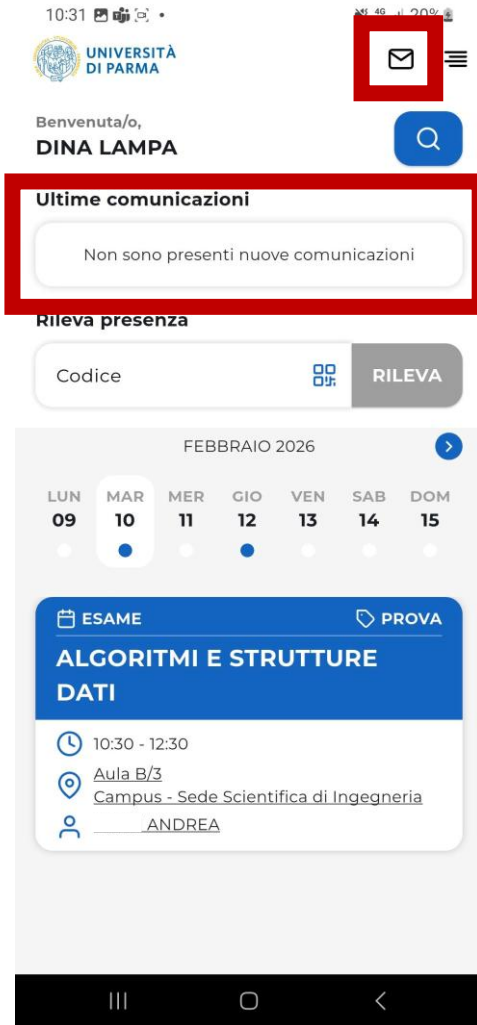 10:31
4G 20%
UNIVERSITÀ
DI PARMA
Benvenuta/o,
DINA LAMPA
Ultime comunicazioni
Non sono presenti nuove comunicazioni
Rileva presenza
Codice RILEVA
FEBBRAIO 2026
LUN MAR MER GIO VEN SAB DOM
09 10 11 12 13 14 15
ESAME PROVA
ALGORITMI E STRUTTURE
DATI
10:30 - 12:30
Aula B/3
Campus - Sede Scientifica di Ingegneria
ANDREA